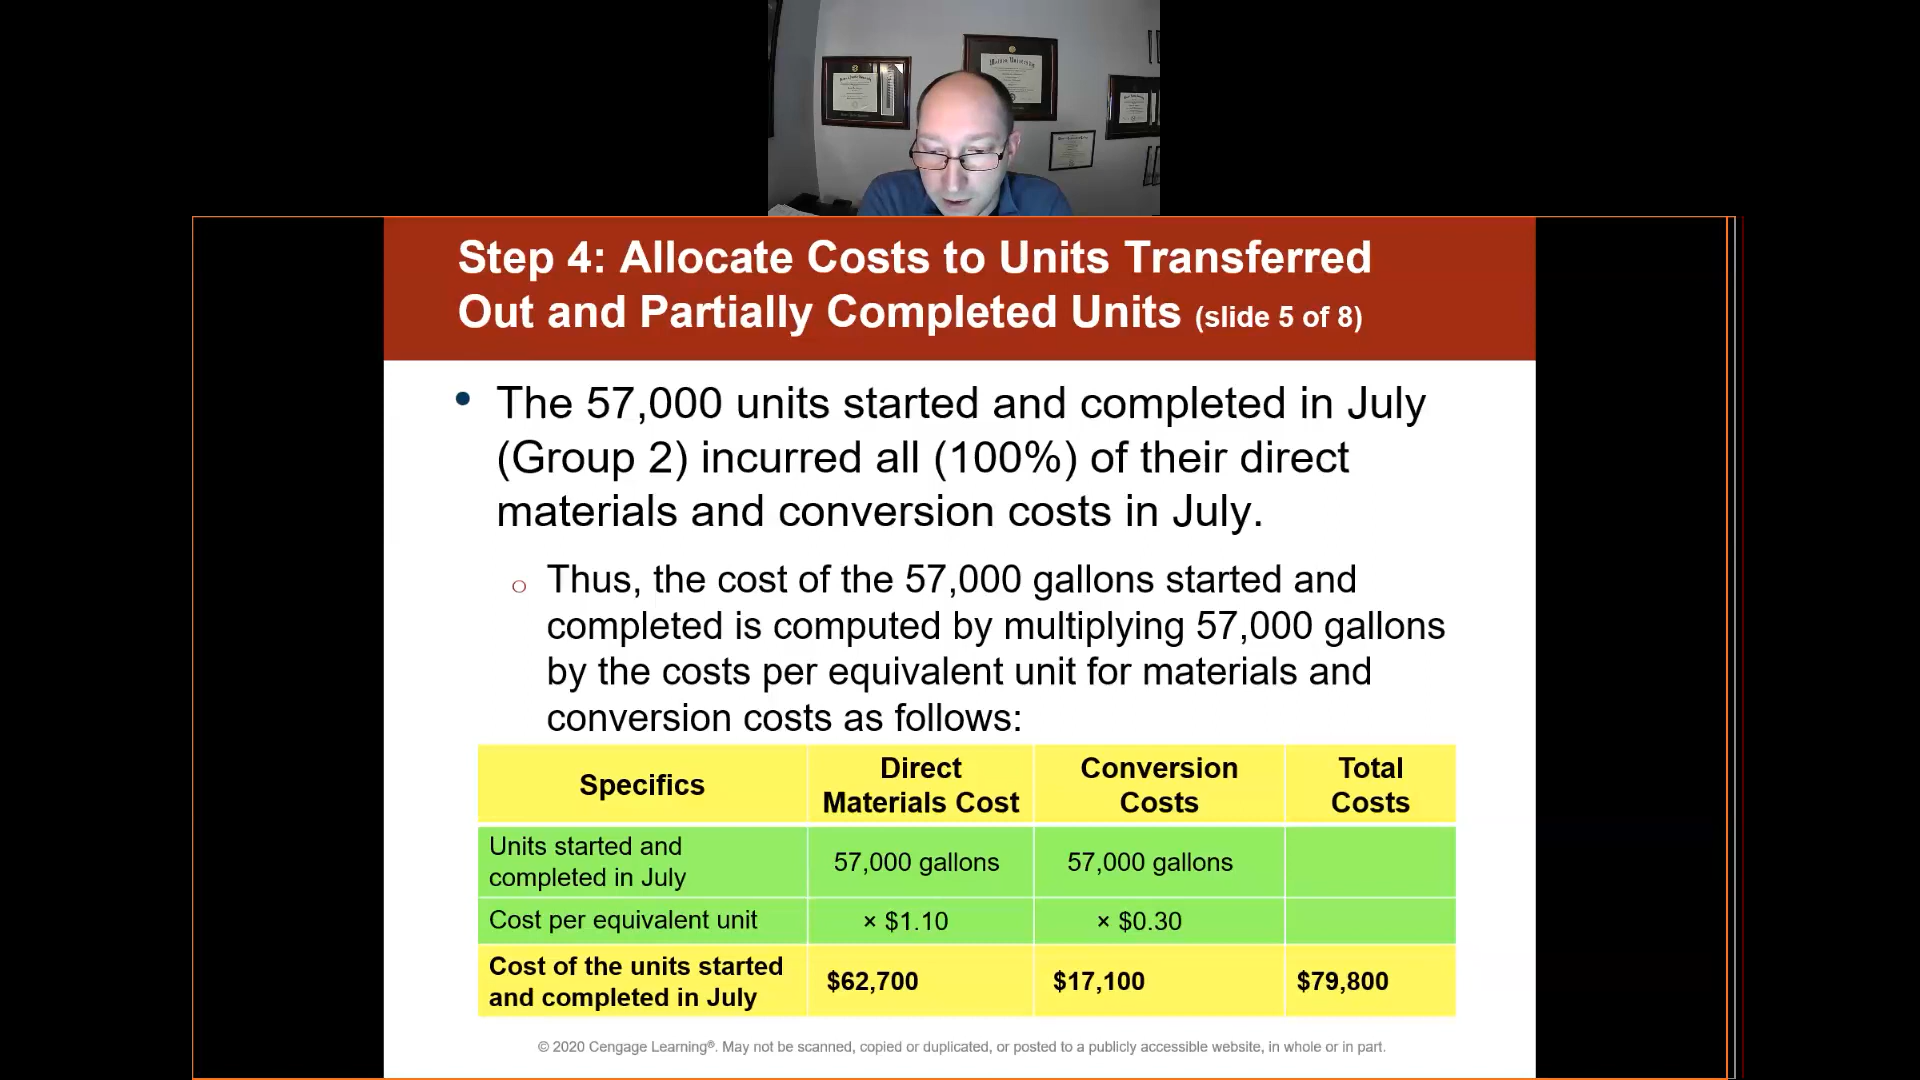 Step 4: Allocate Costs to Units Transferred
Out and Partially Completed Units (slide 5 of 8)
• The 57,000 units started and completed in July
(Group 2) incurred all (100%) of their direct
materials and conversion costs in July.
o Thus, the cost of the 57,000 gallons started and
completed is computed by multiplying 57,000 gallons
by the costs per equivalent unit for materials and
conversion costs as follows:
Specifics
Direct
Materials Cost
Conversion
Costs
Total
Costs
Units started and
completed in July
57,000 gallons
57,000 gallons
Cost per equivalent unit
× $1.10
× $0.30
Cost of the units started
and completed in July
$62,700
$17,100
$79,800
© 2020 Cengage Learning®. May not be scanned, copied or duplicated, or posted to a publicly accessible website, in whole or in part.